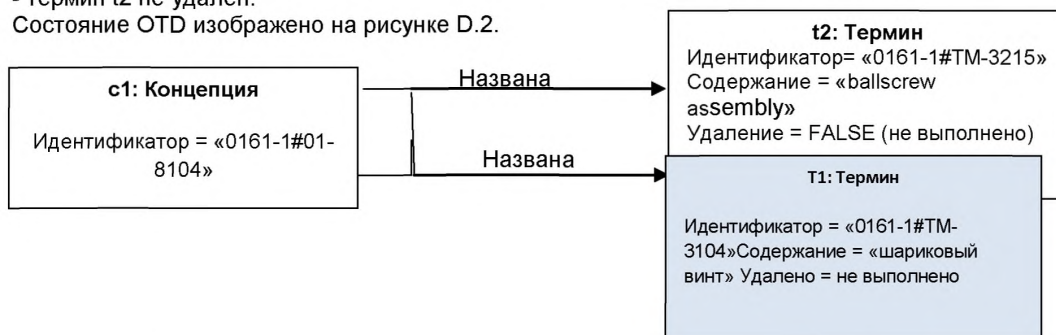 - Термин t2 не удален.
Состояние OTD изображено на рисунке D.2.
c1: Концепция
Идентификатор = «0161-1#01-
8104»
Названа
Названа
t2: Термин
Идентификатор= «0161-1#TM-3215»
Содержание = «ballscrew
assembly»
Удаление = FALSE (не выполнено)
T1: Термин
Идентификатор = «0161-1#TM-
3104»Содержание = «шариковый
винт» Удалено = не выполнено